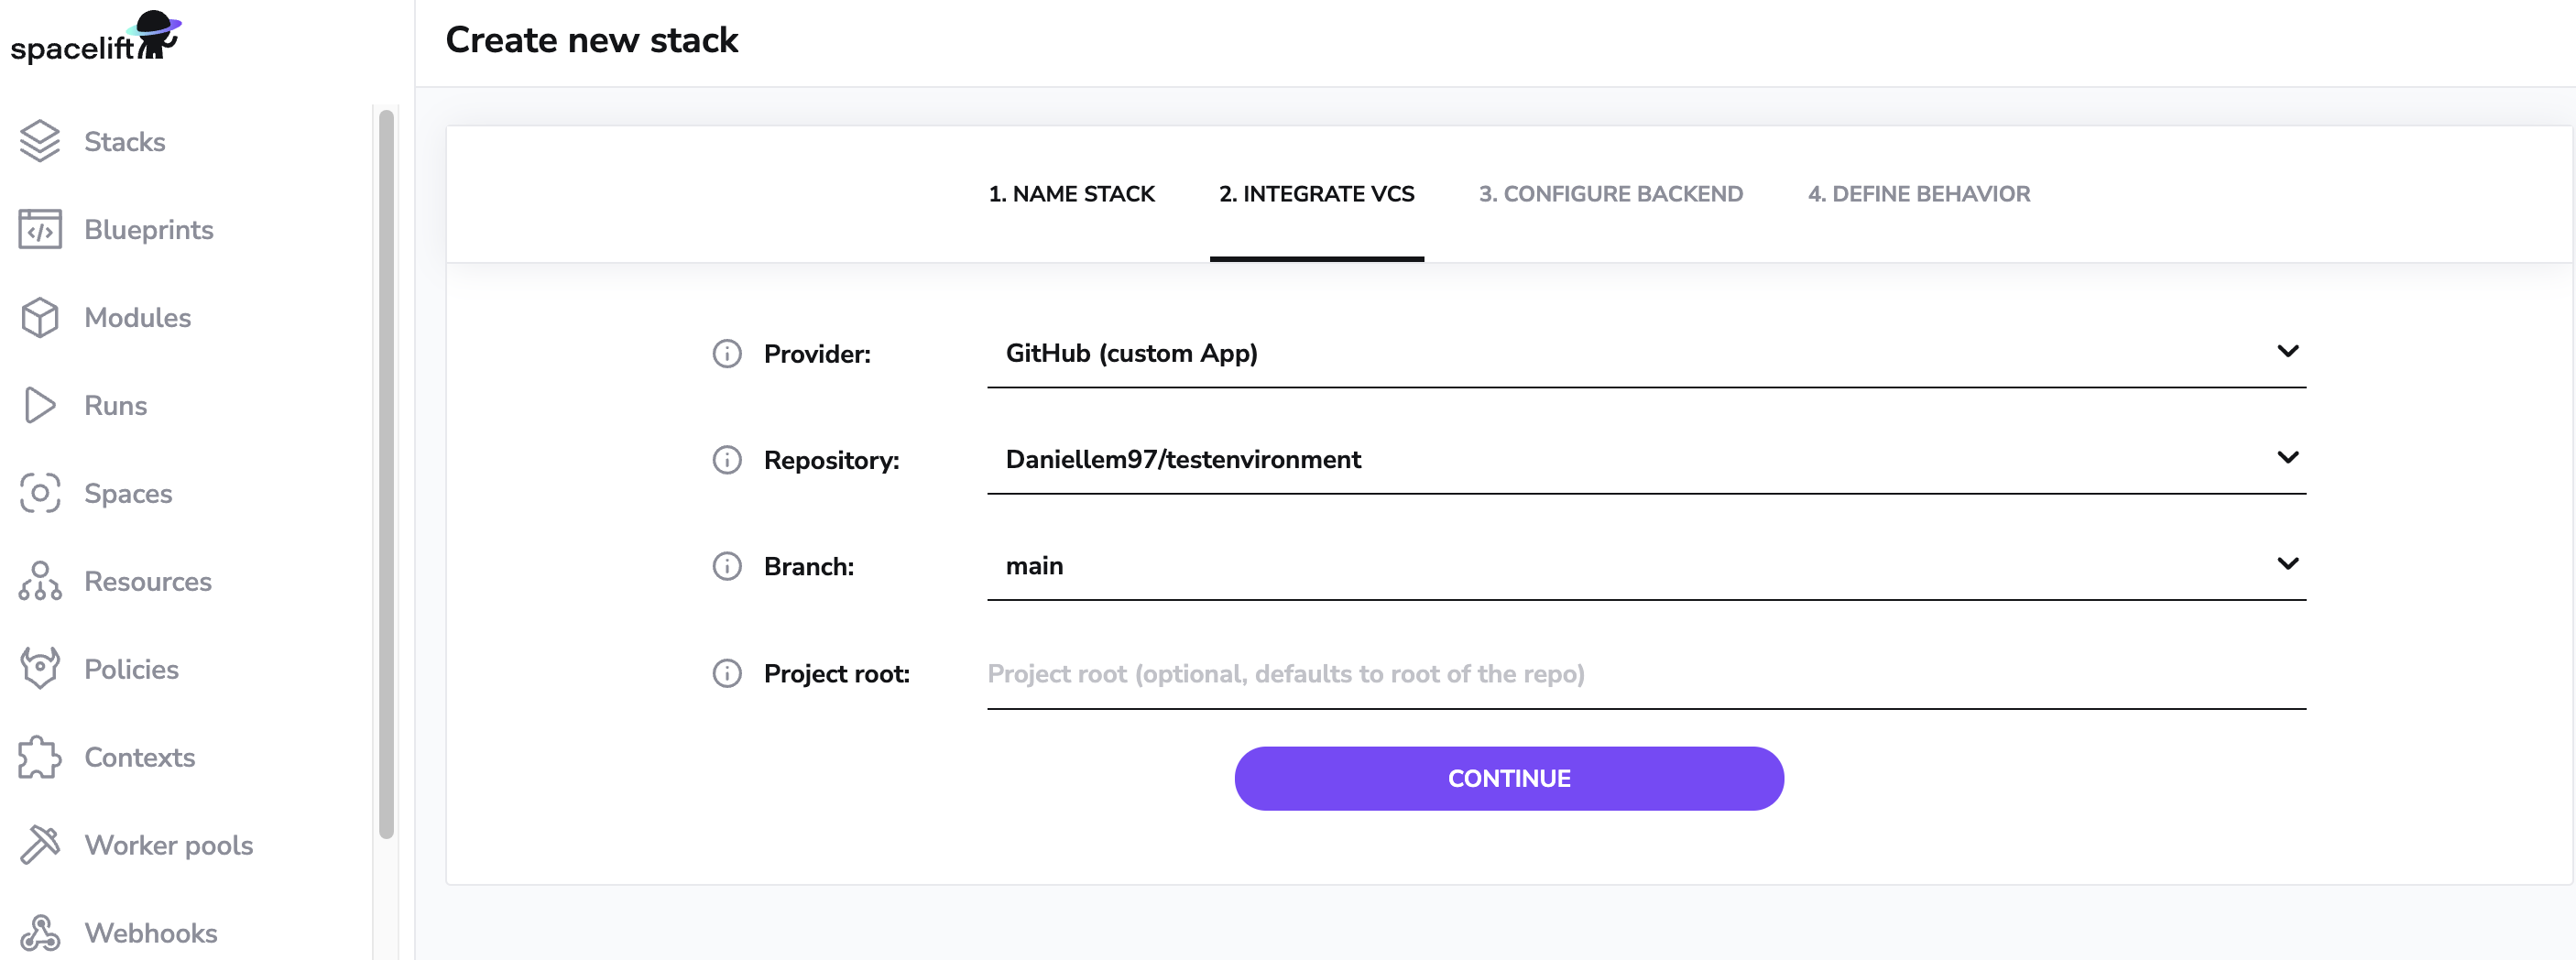 spacelift
Stacks
Blueprints
Modules
Runs
Spaces
Resources
Policies
Contexts
Worker pools
Webhooks
Create new stack
1. NAME STACK
2. INTEGRATE VCS
3. CONFIGURE BACKEND
4. DEFINE BEHAVIOR
Provider: GitHub (custom App)
Repository: Daniellem97/testenvironment
Branch: main
Project root: Project root (optional, defaults to root of the repo)
CONTINUE